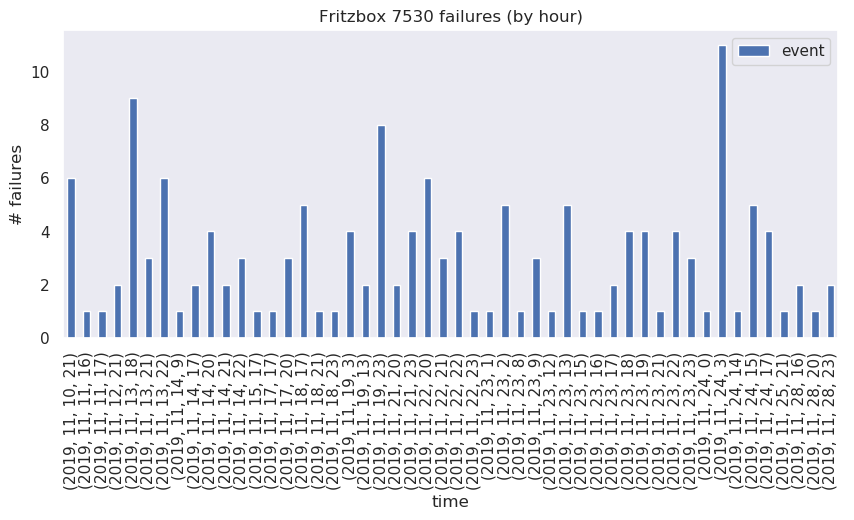 Fritzbox 7530 failures (by hour)
event
# failures
10
8
6
4
2
0
(2019, 11, 10, 21)
(2019, 11, 11, 16)
(2019, 11, 11, 17)
(2019, 11, 12, 21)
(2019, 11, 13, 18)
(2019, 11, 13, 21)
(2019, 11, 13, 22)
(2019, 11, 14, 9)
(2019, 11, 14, 17)
(2019, 11, 14, 20)
(2019, 11, 14, 21)
(2019, 11, 14, 22)
(2019, 11, 15, 17)
(2019, 11, 17, 17)
(2019, 11, 17, 20)
(2019, 11, 18, 17)
(2019, 11, 18, 21)
(2019, 11, 18, 23)
(2019, 11, 19, 3)
(2019, 11, 19, 13)
(2019, 11, 19, 23)
(2019, 11, 21, 20)
(2019, 11, 21, 23)
(2019, 11, 22, 20)
(2019, 11, 22, 21)
(2019, 11, 22, 22)
(2019, 11, 22, 23)
(2019, 11, 23, 1)
(2019, 11, 23, 2)
(2019, 11, 23, 8)
(2019, 11, 23, 9)
(2019, 11, 23, 12)
(2019, 11, 23, 13)
(2019, 11, 23, 15)
(2019, 11, 23, 16)
(2019, 11, 23, 17)
(2019, 11, 23, 18)
(2019, 11, 23, 19)
(2019, 11, 23, 21)
(2019, 11, 23, 22)
(2019, 11, 23, 23)
(2019, 11, 24, 0)
(2019, 11, 24, 3)
(2019, 11, 24, 14)
(2019, 11, 24, 15)
(2019, 11, 24, 17)
(2019, 11, 25, 21)
(2019, 11, 28, 16)
(2019, 11, 28, 20)
(2019, 11, 28, 23)
time